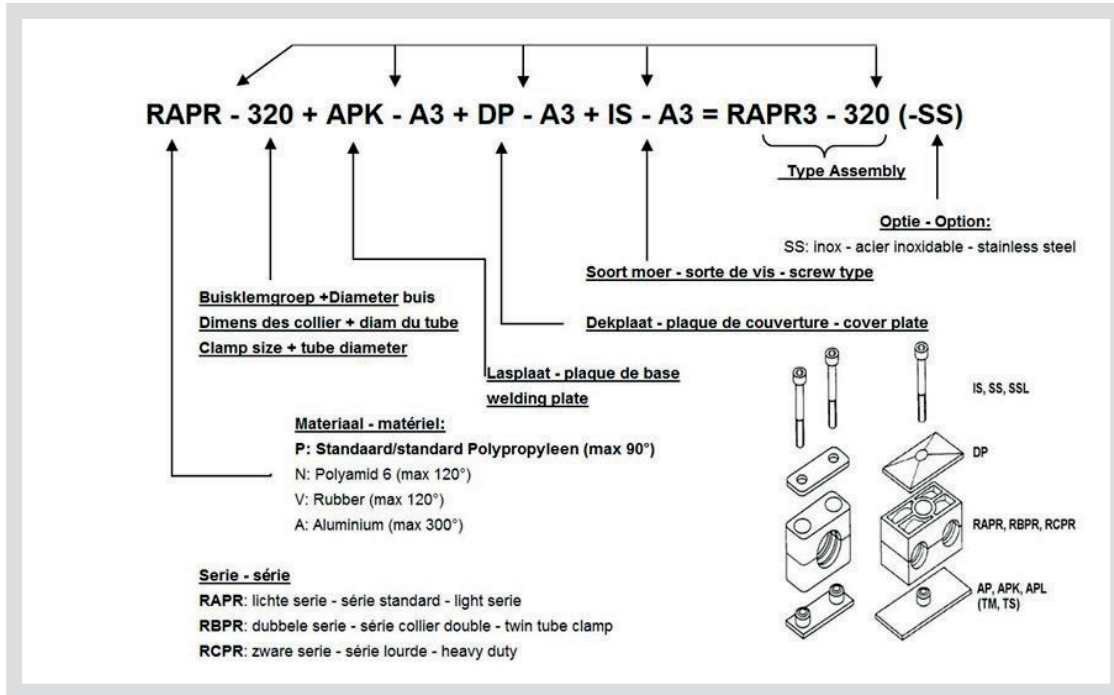 RAPR - 320 + APK - A3 + DP - A3 + IS - A3 = RAPR3 - 320 (-SS)
Type Assembly
Optie - Option:
SS: inox - acier inoxidable - stainless steel
Soort moer - sorte de vis - screw type
Buisklemgroep +Diameter buis
Dimens des collier + diam du tube
Clamp size + tube diameter
Dekplaat - plaque de couverture - cover plate
Lasplaat - plaque de base
welding plate
Materiaal - matériel:
P: Standaard/standard Polypropyleen (max 90°)
N: Polyamid 6 (max 120°)
V: Rubber (max 120°)
A: Aluminium (max 300°)
Serie - série
RAPR: lichte serie - série standard - light serie
RBPR: dubbele serie - série collier double - twin tube clamp
RCPR: zware serie - série lourde - heavy duty
IS, SS, SSL
DP
RAPR, RBPR, RCPR
AP, APK, APL
(TM, TS)